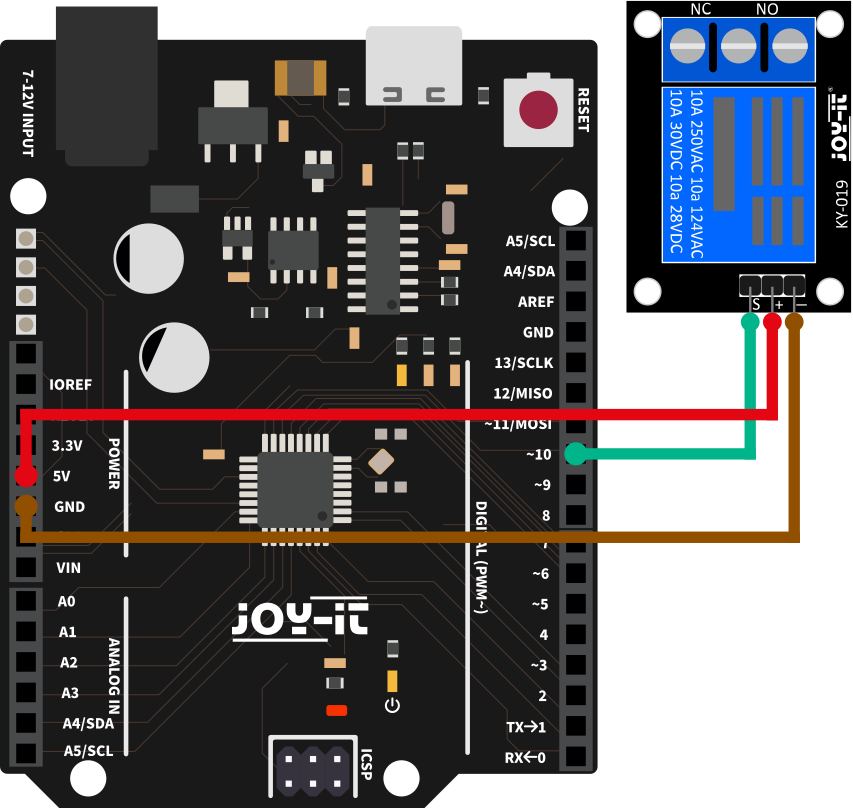 NC NO
10A 250VAC 10a 124VAC
10A 30VDC 10a 28VDC
JOY-iT
®
KY-019
S + −
7-12V INPUT
RESET
A5/SCL
A4/SDA
AREF
GND
13/SCLK
12/MISO
~11/MOSI
~10
~9
8
~6
~5
4
~3
2
TX→1
RX←0
DIGITAL (PWM~)
IOREF
3.3V
5V
GND
VIN
POWER
A0
A1
A2
A3
A4/SDA
A5/SCL
ANALOG IN
JOY-iT
ICSP